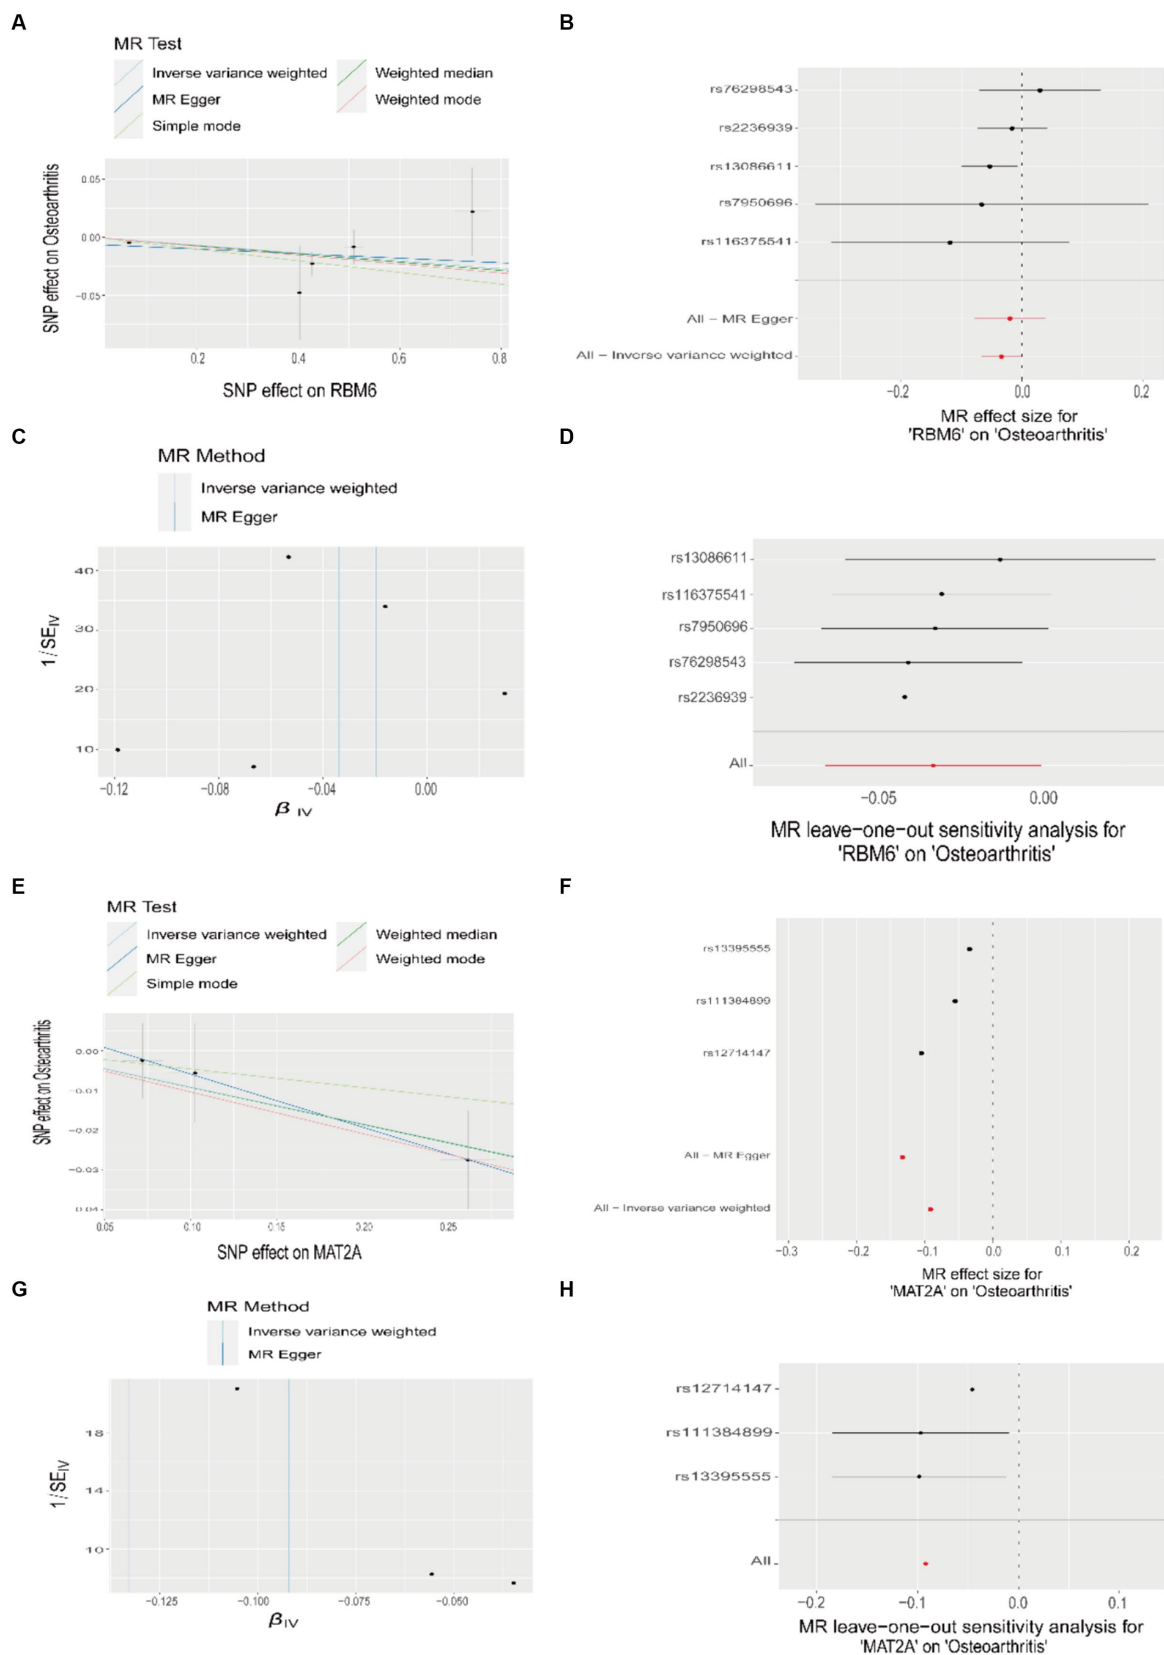 A
MR Test
Inverse variance weighted
Weighted median
MR Egger
Weighted mode
Simple mode
SNP effect on Osteoarthritis
0.05
0.00
−0.05
0.2
0.4
0.6
0.8
SNP effect on RBM6
B
rs76298543
rs2236939
rs13086611
rs7950696
rs116375541
All − MR Egger
All − Inverse variance weighted
−0.2
0.0
0.2
MR effect size for
'RBM6' on 'Osteoarthritis'
C
MR Method
Inverse variance weighted
MR Egger
1/SE IV
40
30
20
10
−0.12
−0.08
−0.04
0.00
β IV
D
rs13086611
rs116375541
rs7950696
rs76298543
rs2236939
All
−0.05
0.00
MR leave−one−out sensitivity analysis for
'RBM6' on 'Osteoarthritis'
E
MR Test
Inverse variance weighted
Weighted median
MR Egger
Weighted mode
Simple mode
SNP effect on Osteoarthritis
0.00
−0.01
−0.02
−0.03
0.04
0.05
0.10
0.15
0.20
0.25
SNP effect on MAT2A
F
rs13395555
rs111384899
rs12714147
All − MR Egger
All − Inverse variance weighted
−0.3
−0.2
−0.1
0.0
0.1
0.2
MR effect size for
'MAT2A' on 'Osteoarthritis'
G
MR Method
Inverse variance weighted
MR Egger
1/SE IV
18
14
10
−0.125
−0.100
−0.075
−0.050
β IV
H
rs12714147
rs111384899
rs13395555
All
−0.2
−0.1
0.0
0.1
MR leave−one−out sensitivity analysis for
'MAT2A' on 'Osteoarthritis'